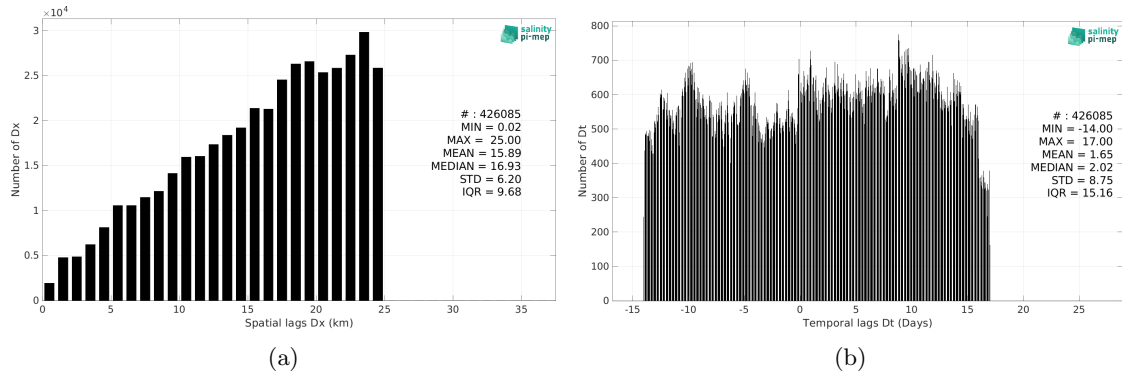 ×10⁴
3
2.5
2
1.5
1
0.5
0
0
5
10
15
20
25
30
35
Number of Dx
Spatial lags Dx (km)
salinity
pi-mep
# : 426085
MIN = 0.02
MAX = 25.00
MEAN = 15.89
MEDIAN = 16.93
STD = 6.20
IQR = 9.68
(a)
800
700
600
500
400
300
200
100
0
-15
-10
-5
0
5
10
15
20
25
Number of Dt
Temporal lags Dt (Days)
salinity
pi-mep
# : 426085
MIN = -14.00
MAX = 17.00
MEAN = 1.65
MEDIAN = 2.02
STD = 8.75
IQR = 15.16
(b)